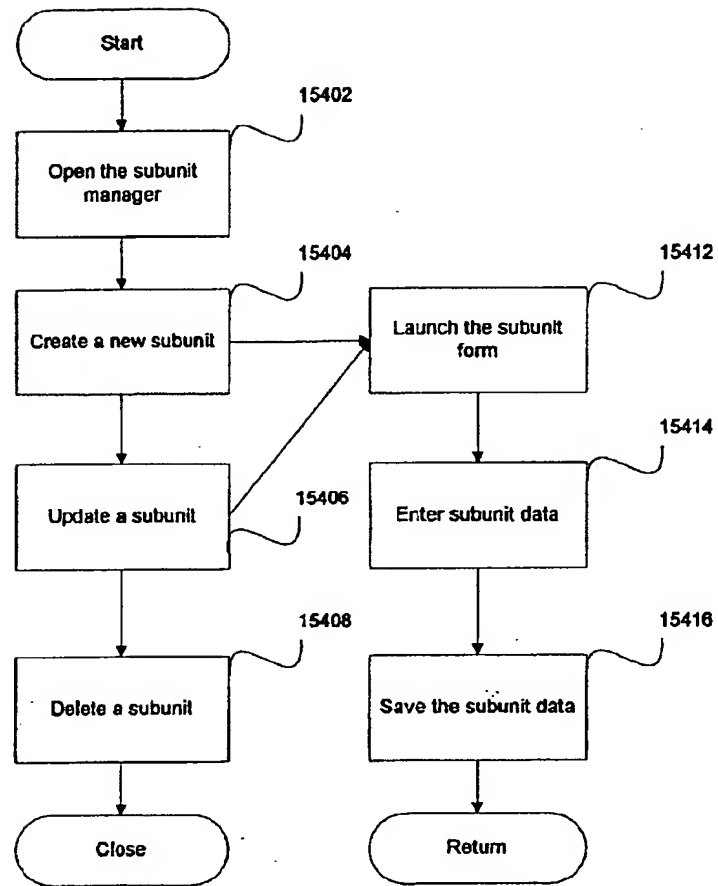 Start
15402
Open the subunit
manager
15404
Create a new subunit
15412
Launch the subunit
form
15406
Update a subunit
15414
Enter subunit data
15408
Delete a subunit
15416
Save the subunit data
Close
Return